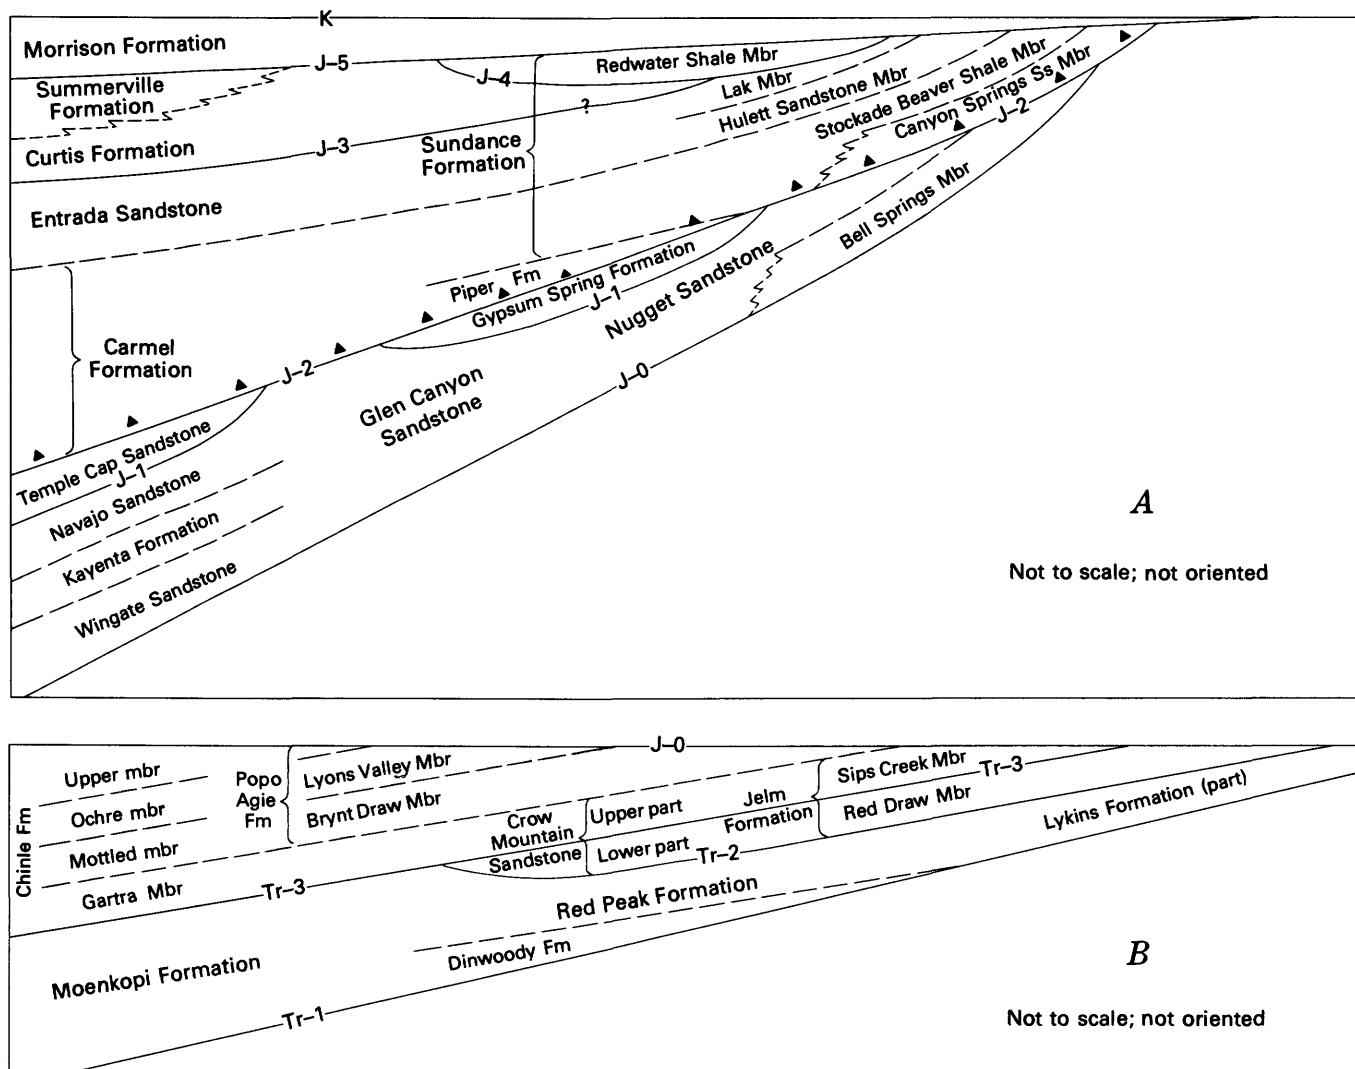 K
Morrison Formation
J-5
Redwater Shale Mbr
J-4
Summerville
Formation
Lak Mbr
Hulett Sandstone Mbr
Stockade Beaver Shale Mbr
Canyon Springs Ss Mbr
J-2
?
Curtis Formation
J-3
Sundance
Formation
Entrada Sandstone
Bell Springs Mbr
Piper Fm
Gypsum Spring Formation
J-1
Nugget Sandstone
Carmel
Formation
J-2
J-0
Glen Canyon
Sandstone
Temple Cap Sandstone
J-1
Navajo Sandstone
Kayenta Formation
Wingate Sandstone
A
Not to scale; not oriented
J-0
Chinle Fm
Upper mbr
Ochre mbr
Mottled mbr
Gartra Mbr
Popo
Agie
Fm
Lyons Valley Mbr
Brynt Draw Mbr
Crow
Mountain
Sandstone
Upper part
Lower part
Jelm
Formation
Sips Creek Mbr
Tr-3
Red Draw Mbr
Lykins Formation (part)
Tr-2
Tr-3
Red Peak Formation
Dinwoody Fm
Moenkopi Formation
Tr-1
B
Not to scale; not oriented